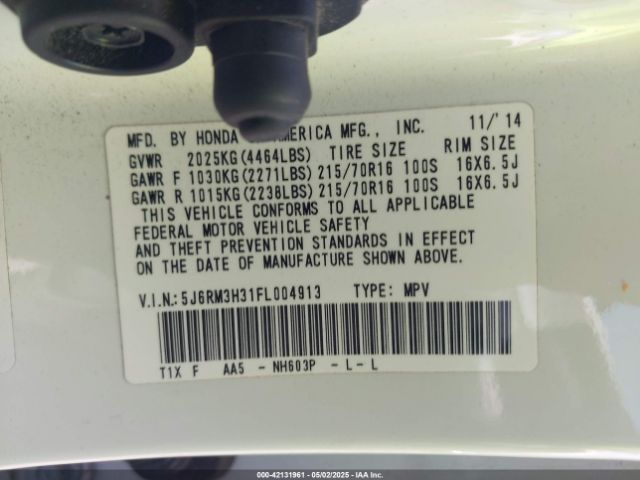 MFD. BY HONDA AMERICA MFG., INC. 11/'14
GVWR 2025KG(4464LBS) TIRE SIZE RIM SIZE
GAWR F 1030KG(2271LBS) 215/70R16 100S 16X6.5J
GAWR R 1015KG(2238LBS) 215/70R16 100S 16X6.5J
THIS VEHICLE CONFORMS TO ALL APPLICABLE
FEDERAL MOTOR VEHICLE SAFETY
AND THEFT PREVENTION STANDARDS IN EFFECT
ON THE DATE OF MANUFACTURE SHOWN ABOVE.
V.I.N.:5J6RM3H31FL004913 TYPE: MPV
T1X F AA5 - NH603P - L - L
000-42131961 - 05/02/2025 - IAA Inc.